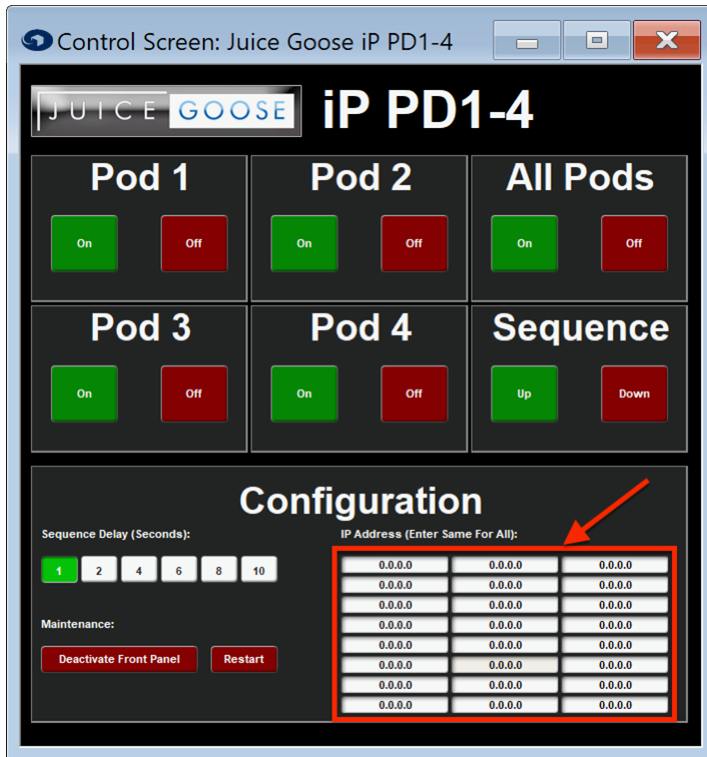 Control Screen: Juice Goose iP PD1-4
JUICE GOOSE iP PD1-4
Pod 1 Pod 2 All Pods
On Off On Off On Off
Pod 3 Pod 4 Sequence
On Off On Off Up Down
Configuration
Sequence Delay (Seconds): IP Address (Enter Same For All):
1 2 4 6 8 10
Maintenance:
Deactivate Front Panel Restart
0.0.0.0 0.0.0.0 0.0.0.0
0.0.0.0 0.0.0.0 0.0.0.0
0.0.0.0 0.0.0.0 0.0.0.0
0.0.0.0 0.0.0.0 0.0.0.0
0.0.0.0 0.0.0.0 0.0.0.0
0.0.0.0 0.0.0.0 0.0.0.0
0.0.0.0 0.0.0.0 0.0.0.0
0.0.0.0 0.0.0.0 0.0.0.0